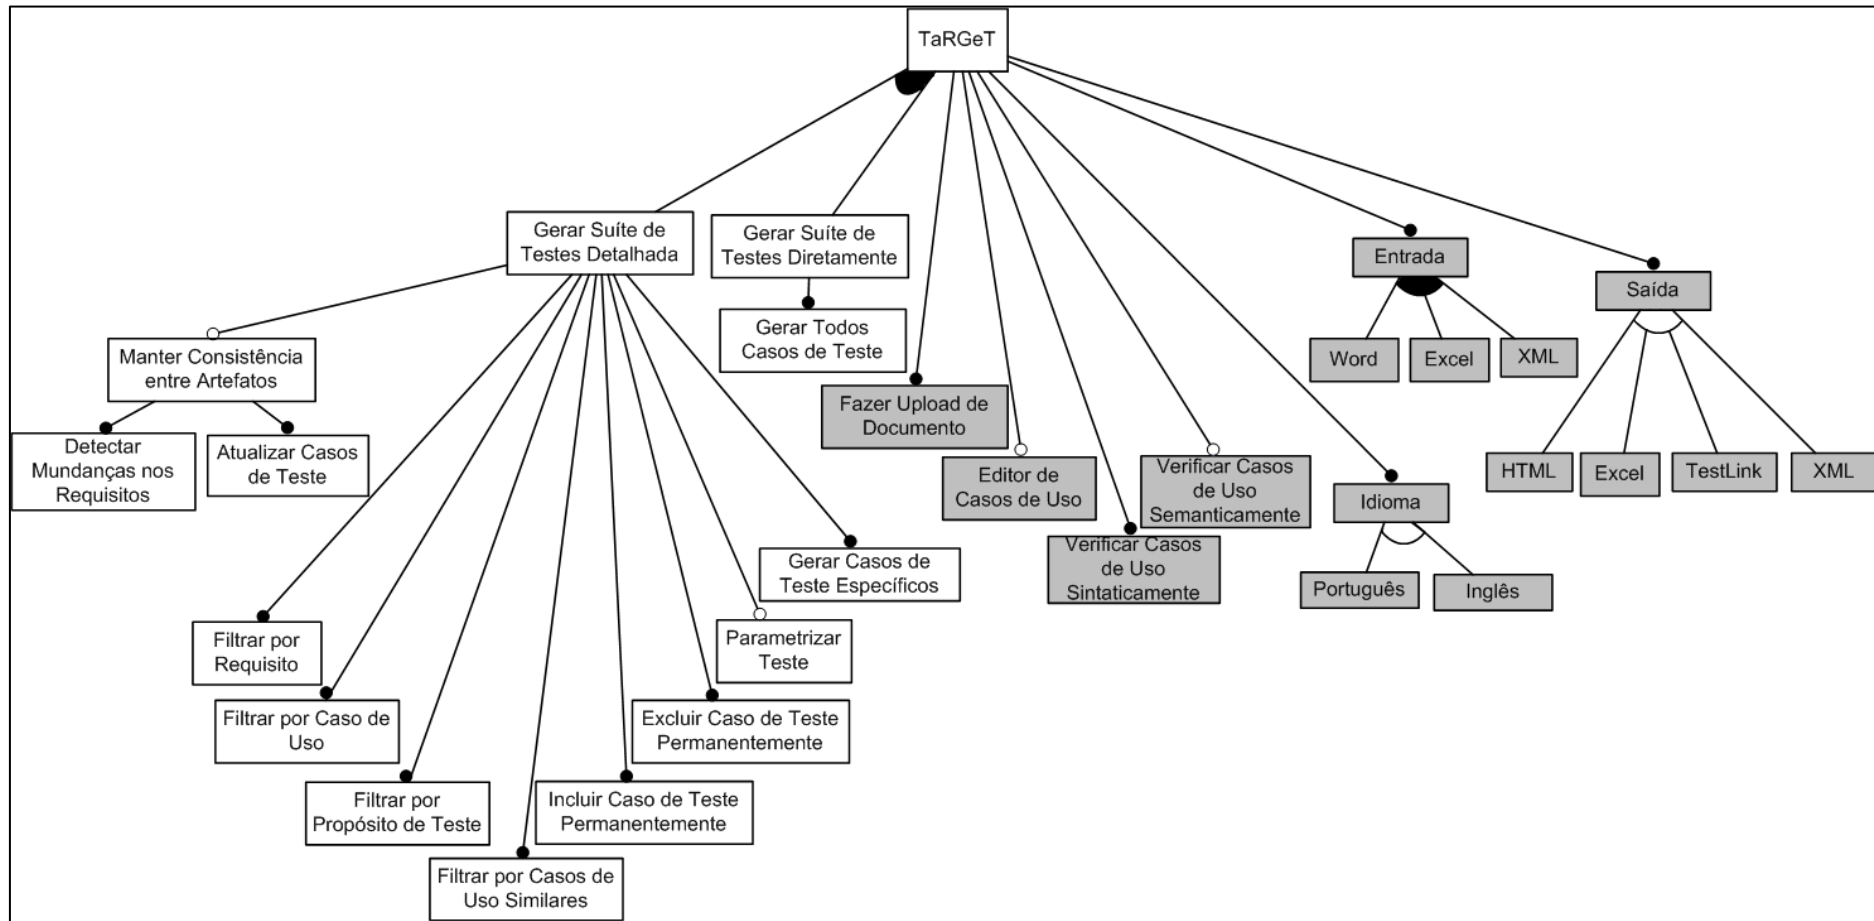 TaRGeT
Gerar Suíte de
Testes Detalhada
Gerar Suíte de
Testes Diretamente
Entrada
Saída
Manter Consistência
entre Artefatos
Gerar Todos
Casos de Teste
Word
Excel
XML
Fazer Upload de
Documento
Detectar
Mundanças nos
Requisitos
Atualizar Casos
de Teste
Editor de
Casos de Uso
Verificar Casos
de Uso
Semanticamente
Idioma
HTML
Excel
TestLink
XML
Gerar Casos de
Teste Específicos
Verificar Casos
de Uso
Sintaticamente
Português
Inglês
Filtrar por
Requisito
Parametrizar
Teste
Filtrar por Caso de
Uso
Excluir Caso de Teste
Permanentemente
Filtrar por
Propósito de Teste
Incluir Caso de Teste
Permanentemente
Filtrar por Casos de
Uso Similares